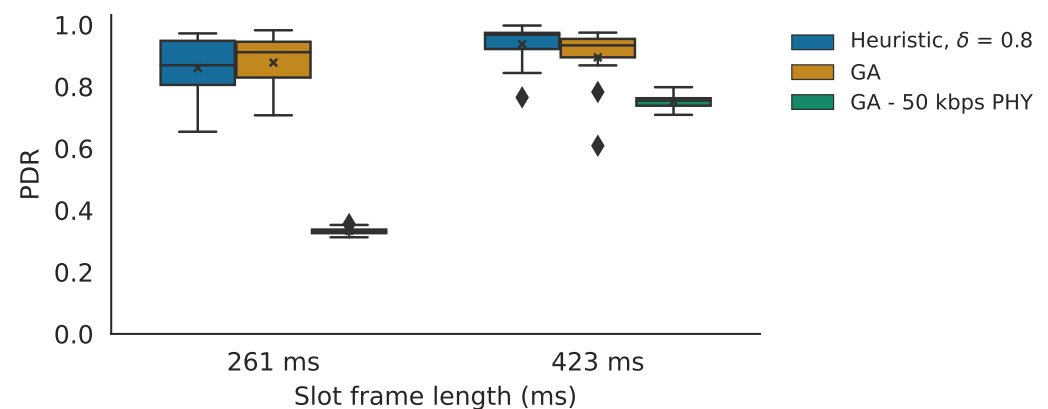 1.0
0.8
0.6
0.4
0.2
0.0
PDR
261 ms
423 ms
Slot frame length (ms)
Heuristic, δ = 0.8
GA
GA - 50 kbps PHY